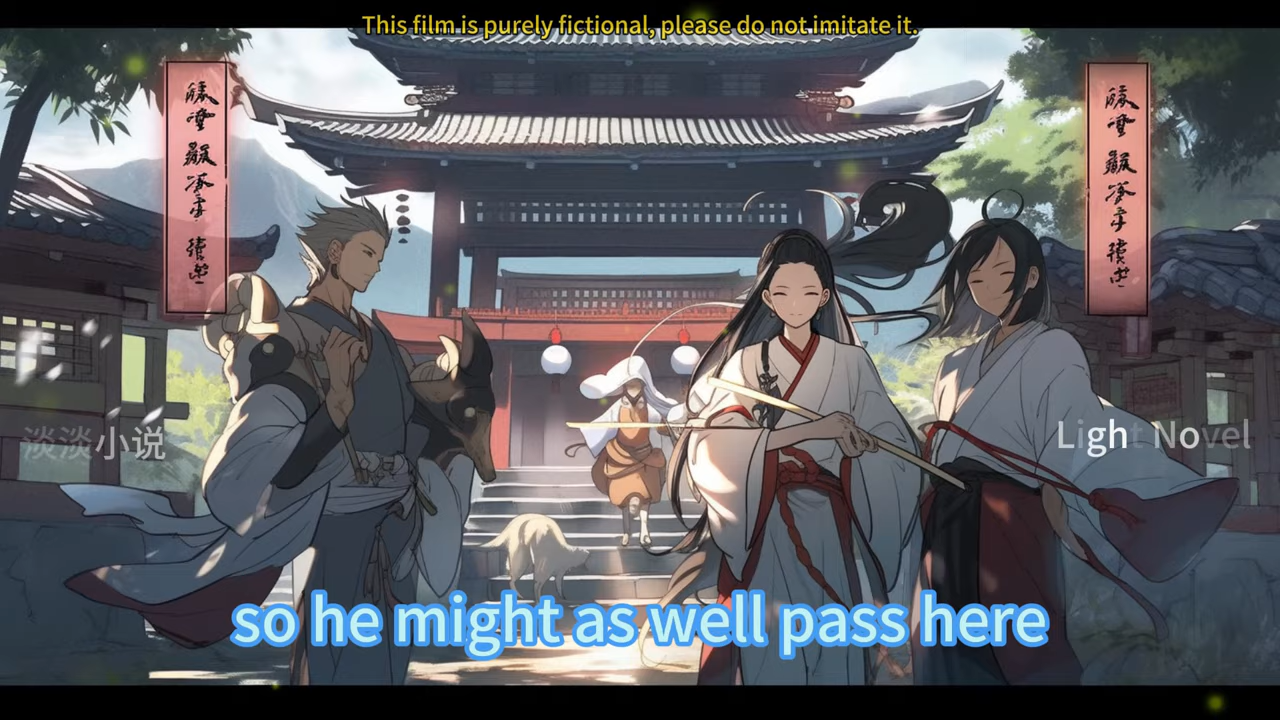 This film is purely fictional, please do not imitate it.
淡淡小说
Light Novel
so he might as well pass here